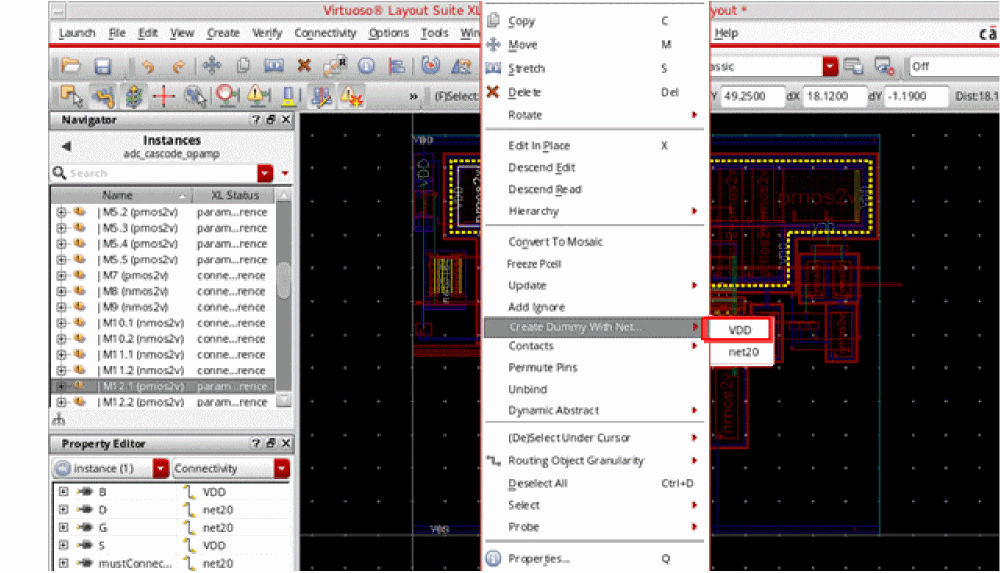 Virtuoso® Layout Suite XL
yout *
Launch File Edit View Create Verify Connectivity Options Tools Win
Help
cā
ssic
Off
» (F)Select:
Y 49.2500 dX 18.1200 dY -1.1900 Dist:18.1
Navigator
Instances
adc_cascode_opamp
Search
Name XL Status
M5.2 (pmos2v) param...rence
M5.3 (pmos2v) param...rence
M5.4 (pmos2v) param...rence
M5.5 (pmos2v) param...rence
M7 (pmos2v) conne...rence
M8 (nmos2v) conne...rence
M9 (nmos2v) conne...rence
M10.1 (nmos2v) conne...rence
M10.2 (nmos2v) conne...rence
M11.1 (nmos2v) conne...rence
M11.2 (nmos2v) conne...rence
M12.1 (pmos2v) param...rence
M12.2 (pmos2v) param...rence
Property Editor
instance (1) Connectivity
B VDD
D net20
G net20
S VDD
mustConnec... net20
Copy C
Move M
Stretch S
Delete Del
Rotate
Edit In Place X
Descend Edit
Descend Read
Hierarchy
Convert To Mosaic
Freeze Pcell
Update
Add Ignore
Create Dummy With Net...
Contacts
Permute Pins
Unbind
Dynamic Abstract
(De)Select Under Cursor
Routing Object Granularity
Deselect All Ctrl+D
Select
Probe
Properties... Q
VDD
net20
VDD
VDD
VDD
nmos2v